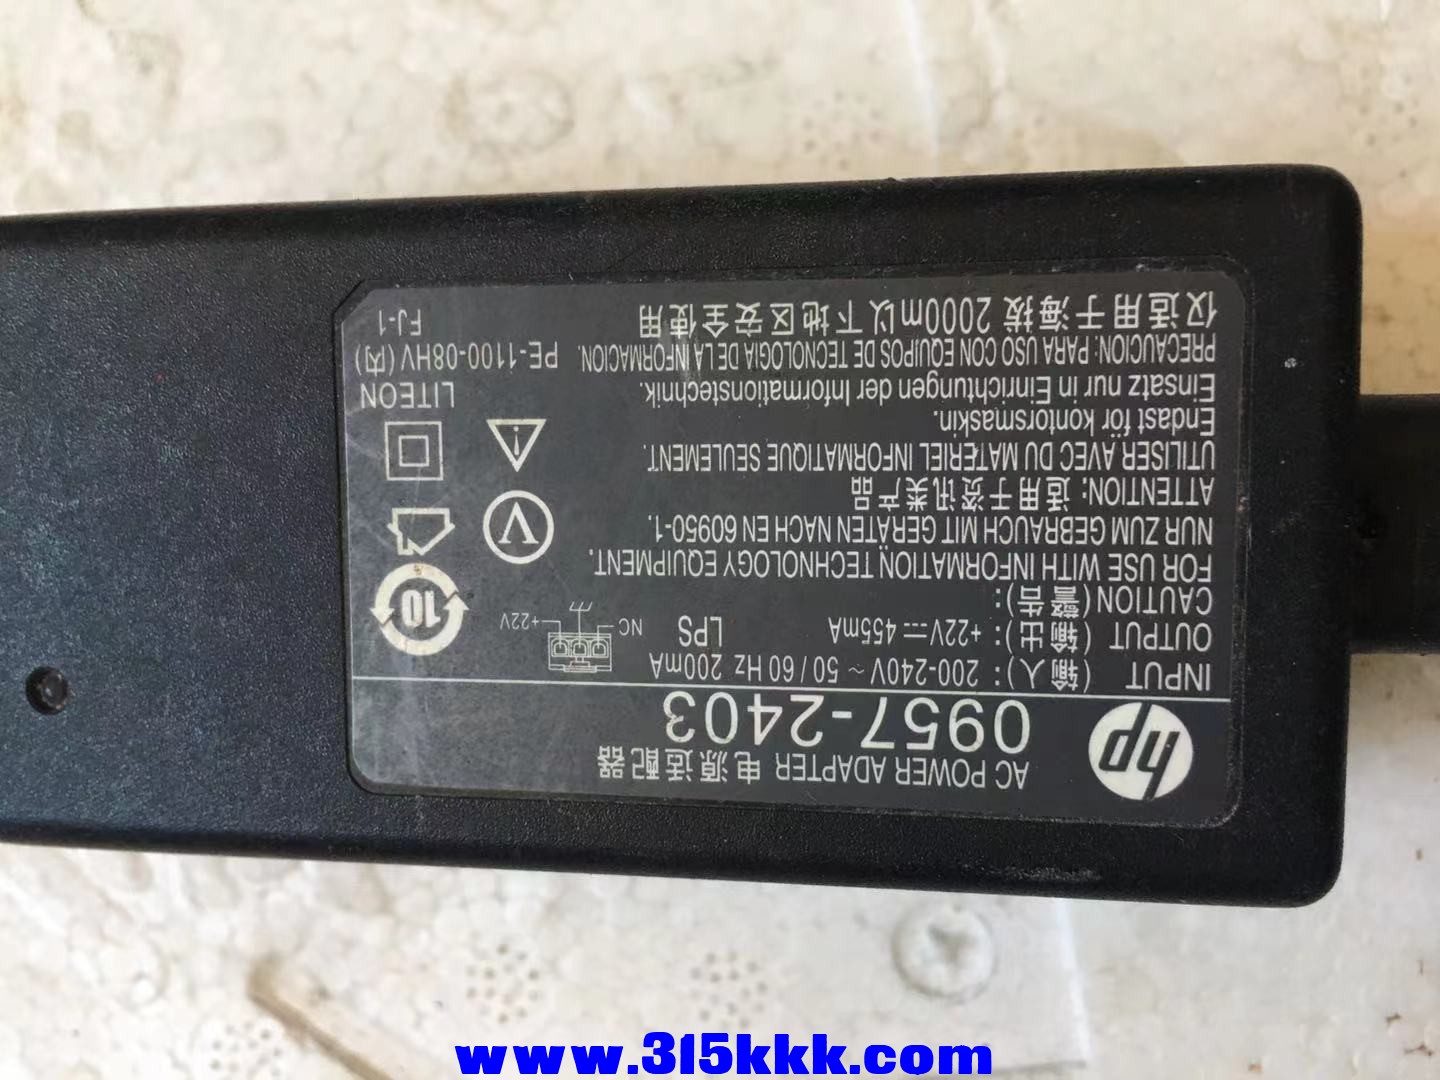 hp
AC POWER ADAPTER 电源适配器
0957-2403
INPUT (输入): 200-240V ~ 50/60 Hz 200mA
OUTPUT (输出): +22V ⎓ 455mA LPS
NC
+22V
CAUTION (警告):
FOR USE WITH INFORMATION TECHNOLOGY EQUIPMENT.
NUR ZUM GEBRAUCH MIT GERÄTEN NACH EN 60950-1.
ATTENTION: 适用于资讯类产品
UTILISER AVEC DU MATERIEL INFORMATIQUE SEULEMENT.
Endast för kontorsmaskin.
Einsatz nur in Einrichtungen der Informationstechnik.
PRECAUCION: PARA USO CON EQUIPOS DE TECNOLOGIA DE LA INFORMACION.
仅适用于海拔 2000m以下地区安全使用
10
V
LITEON
PE-1100-08HV (内)
FJ-1
www.315kkk.com